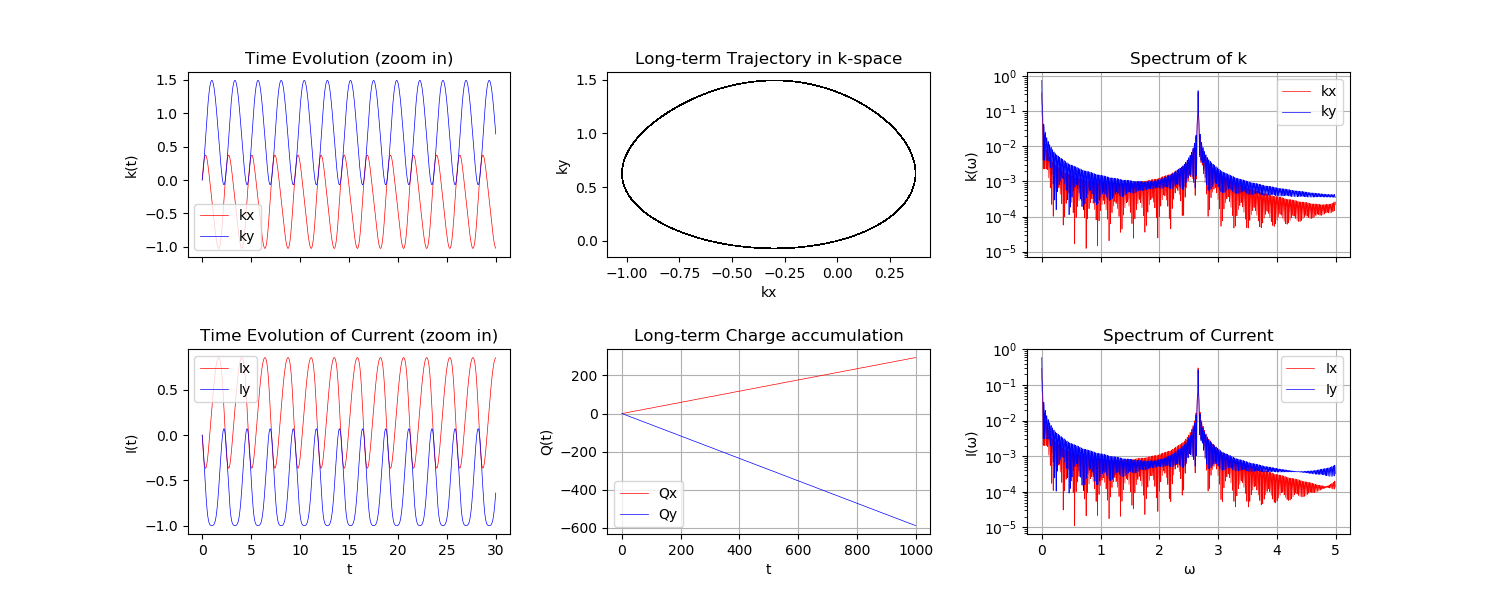 Time Evolution (zoom in)
k(t)
1.5
1.0
0.5
0.0
−0.5
−1.0
kx
ky
Long-term Trajectory in k-space
ky
1.5
1.0
0.5
0.0
−1.00 −0.75 −0.50 −0.25 0.00 0.25
kx
Spectrum of k
k(ω)
10⁰
10⁻¹
10⁻²
10⁻³
10⁻⁴
10⁻⁵
kx
ky
Time Evolution of Current (zoom in)
I(t)
0.5
0.0
−0.5
−1.0
Ix
Iy
0 5 10 15 20 25 30
t
Long-term Charge accumulation
Q(t)
200
0
−200
−400
−600
Qx
Qy
0 200 400 600 800 1000
t
Spectrum of Current
I(ω)
10⁰
10⁻¹
10⁻²
10⁻³
10⁻⁴
10⁻⁵
Ix
Iy
0 1 2 3 4 5
ω